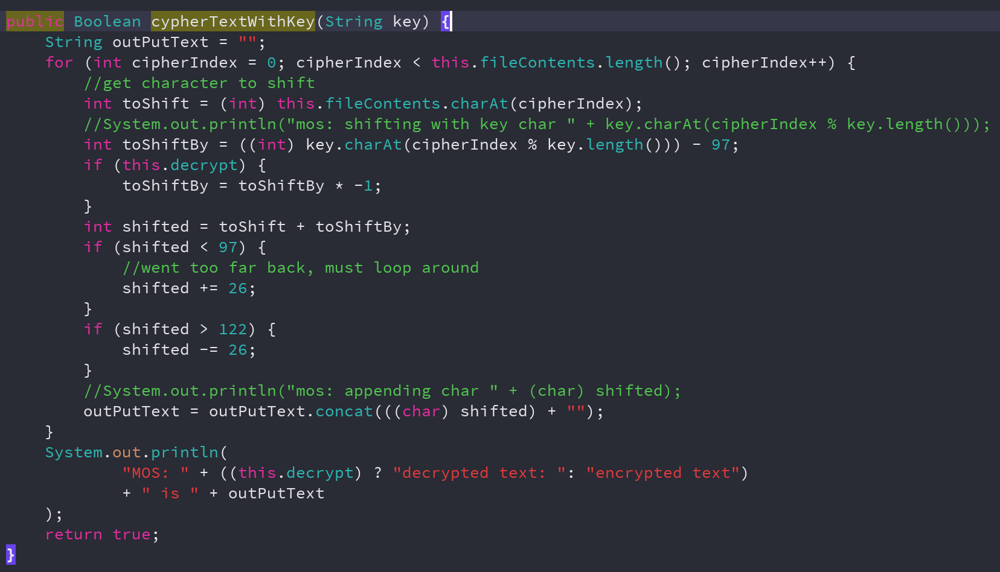 public Boolean cypherTextWithKey(String key) {
    String outPutText = "";
    for (int cipherIndex = 0; cipherIndex < this.fileContents.length(); cipherIndex++) {
        //get character to shift
        int toShift = (int) this.fileContents.charAt(cipherIndex);
        //System.out.println("mos: shifting with key char " + key.charAt(cipherIndex % key.length()));
        int toShiftBy = ((int) key.charAt(cipherIndex % key.length())) - 97;
        if (this.decrypt) {
            toShiftBy = toShiftBy * -1;
        }
        int shifted = toShift + toShiftBy;
        if (shifted < 97) {
            //went too far back, must loop around
            shifted += 26;
        }
        if (shifted > 122) {
            shifted -= 26;
        }
        //System.out.println("mos: appending char " + (char) shifted);
        outPutText = outPutText.concat(((char) shifted) + "");
    }
    System.out.println(
            "MOS: " + ((this.decrypt) ? "decrypted text: ": "encrypted text")
            + " is " + outPutText
    );
    return true;
}